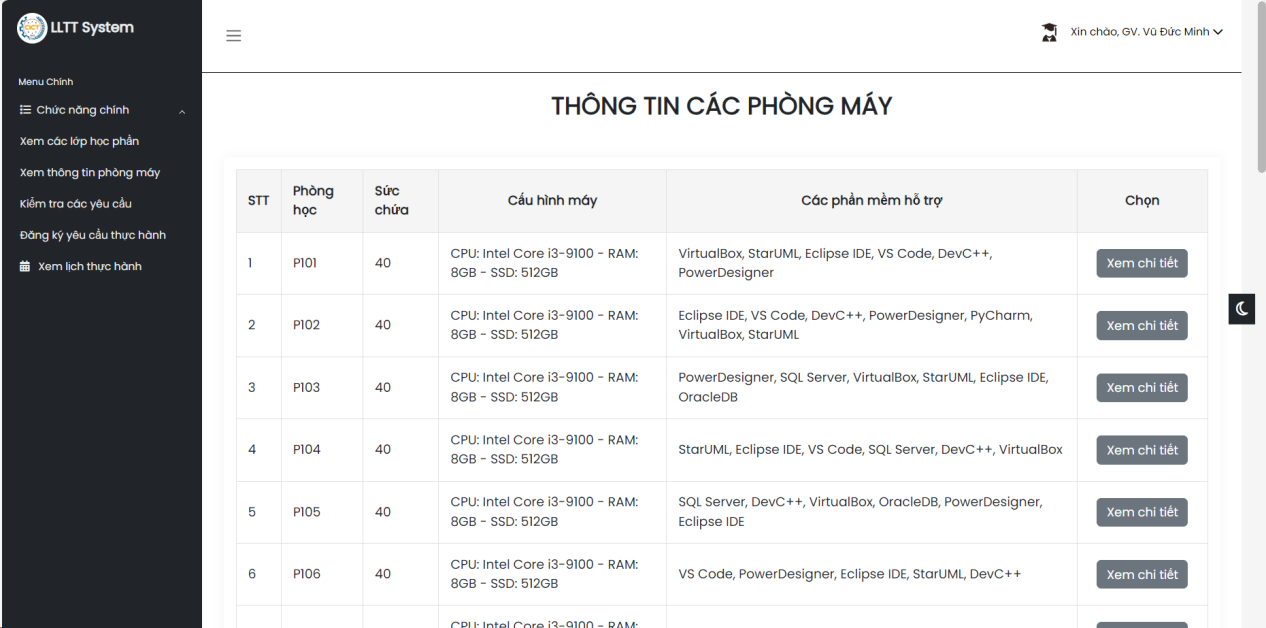 CICT
LLTT System
Xin chào, GV. Vũ Đức Minh
Menu Chính
Chức năng chính
Xem các lớp học phần
Xem thông tin phòng máy
Kiểm tra các yêu cầu
Đăng ký yêu cầu thực hành
Xem lịch thực hành
THÔNG TIN CÁC PHÒNG MÁY
STT
Phòng
học
Sức
chứa
Cấu hình máy
Các phần mềm hỗ trợ
Chọn
1
P101
40
CPU: Intel Core i3-9100 - RAM:
8GB - SSD: 512GB
VirtualBox, StarUML, Eclipse IDE, VS Code, DevC++,
PowerDesigner
Xem chi tiết
2
P102
40
CPU: Intel Core i3-9100 - RAM:
8GB - SSD: 512GB
Eclipse IDE, VS Code, DevC++, PowerDesigner, PyCharm,
VirtualBox, StarUML
Xem chi tiết
3
P103
40
CPU: Intel Core i3-9100 - RAM:
8GB - SSD: 512GB
PowerDesigner, SQL Server, VirtualBox, StarUML, Eclipse IDE,
OracleDB
Xem chi tiết
4
P104
40
CPU: Intel Core i3-9100 - RAM:
8GB - SSD: 512GB
StarUML, Eclipse IDE, VS Code, SQL Server, DevC++, VirtualBox
Xem chi tiết
5
P105
40
CPU: Intel Core i3-9100 - RAM:
8GB - SSD: 512GB
SQL Server, DevC++, VirtualBox, OracleDB, PowerDesigner,
Eclipse IDE
Xem chi tiết
6
P106
40
CPU: Intel Core i3-9100 - RAM:
8GB - SSD: 512GB
VS Code, PowerDesigner, Eclipse IDE, StarUML, DevC++
Xem chi tiết
CPU: Intel Core i3-9100 - RAM: